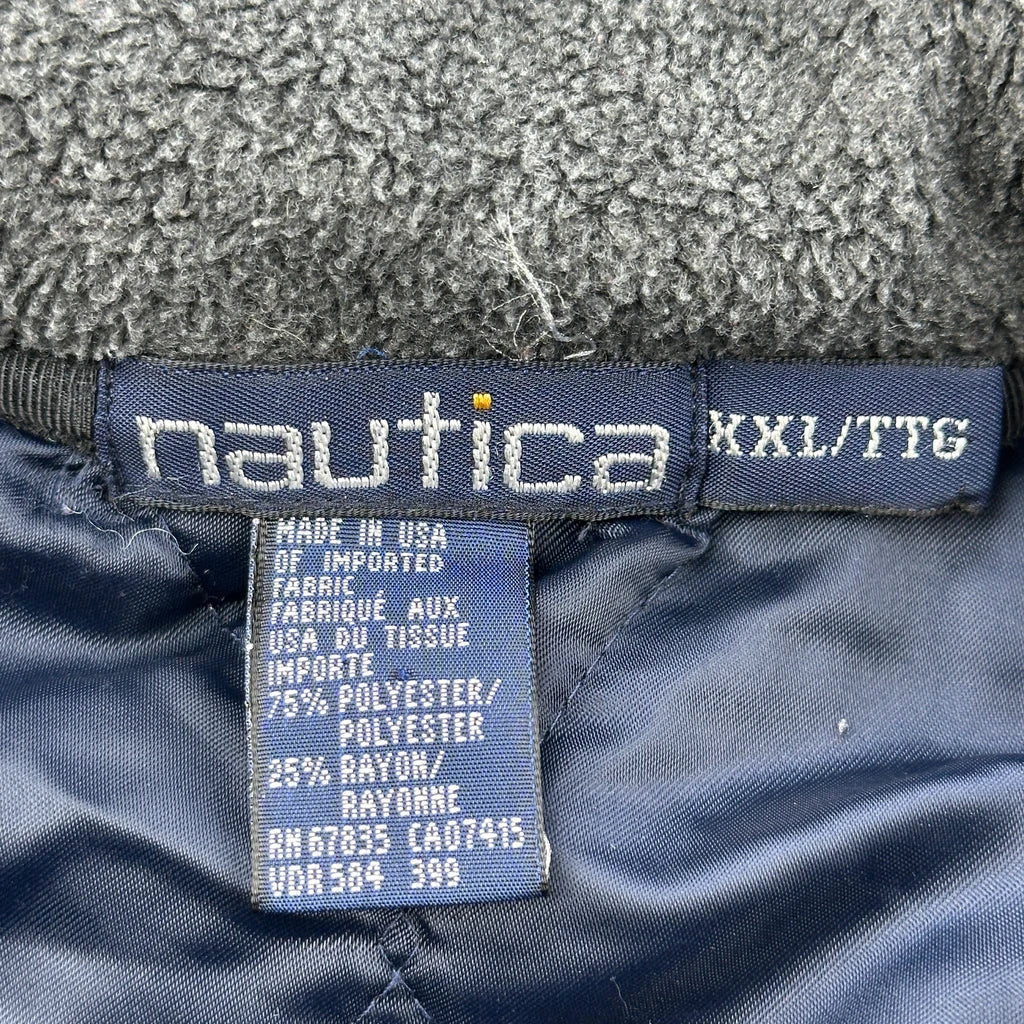 nautica
XXL/TTG
MADE IN USA
OF IMPORTED
FABRIC
FABRIQUÉ AUX
USA DU TISSUE
IMPORTE
75% POLYESTER/
POLYESTER
25% RAYON/
RAYONNE
RN 67835 CA07415
VDR 584 399